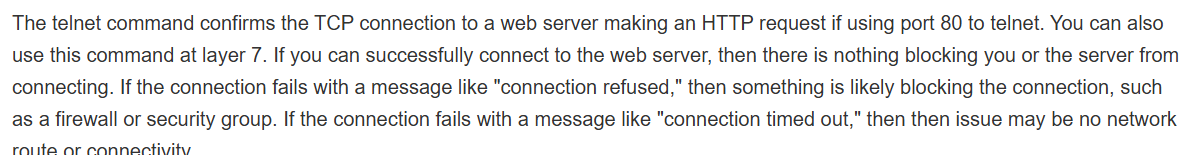 The telnet command confirms the TCP connection to a web server making an HTTP request if using port 80 to telnet. You can also
use this command at layer 7. If you can successfully connect to the web server, then there is nothing blocking you or the server from
connecting. If the connection fails with a message like "connection refused," then something is likely blocking the connection, such
as a firewall or security group. If the connection fails with a message like "connection timed out," then then issue may be no network
route or connectivity